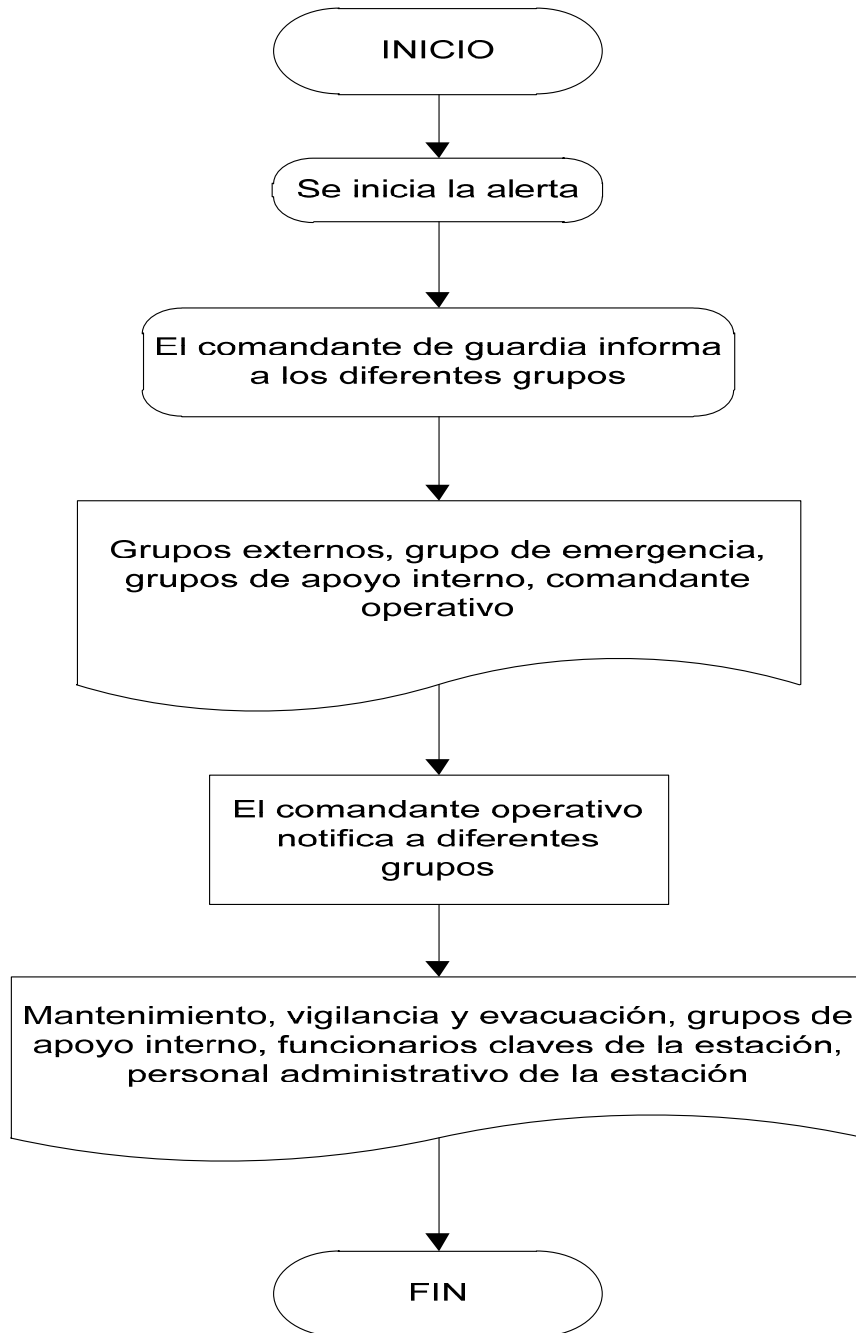 INICIO
Se inicia la alerta
El comandante de guardia informa
a los diferentes grupos
Grupos externos, grupo de emergencia,
grupos de apoyo interno, comandante
operativo
El comandante operativo
notifica a diferentes
grupos
Mantenimiento, vigilancia y evacuación, grupos de
apoyo interno, funcionarios claves de la estación,
personal administrativo de la estación
FIN